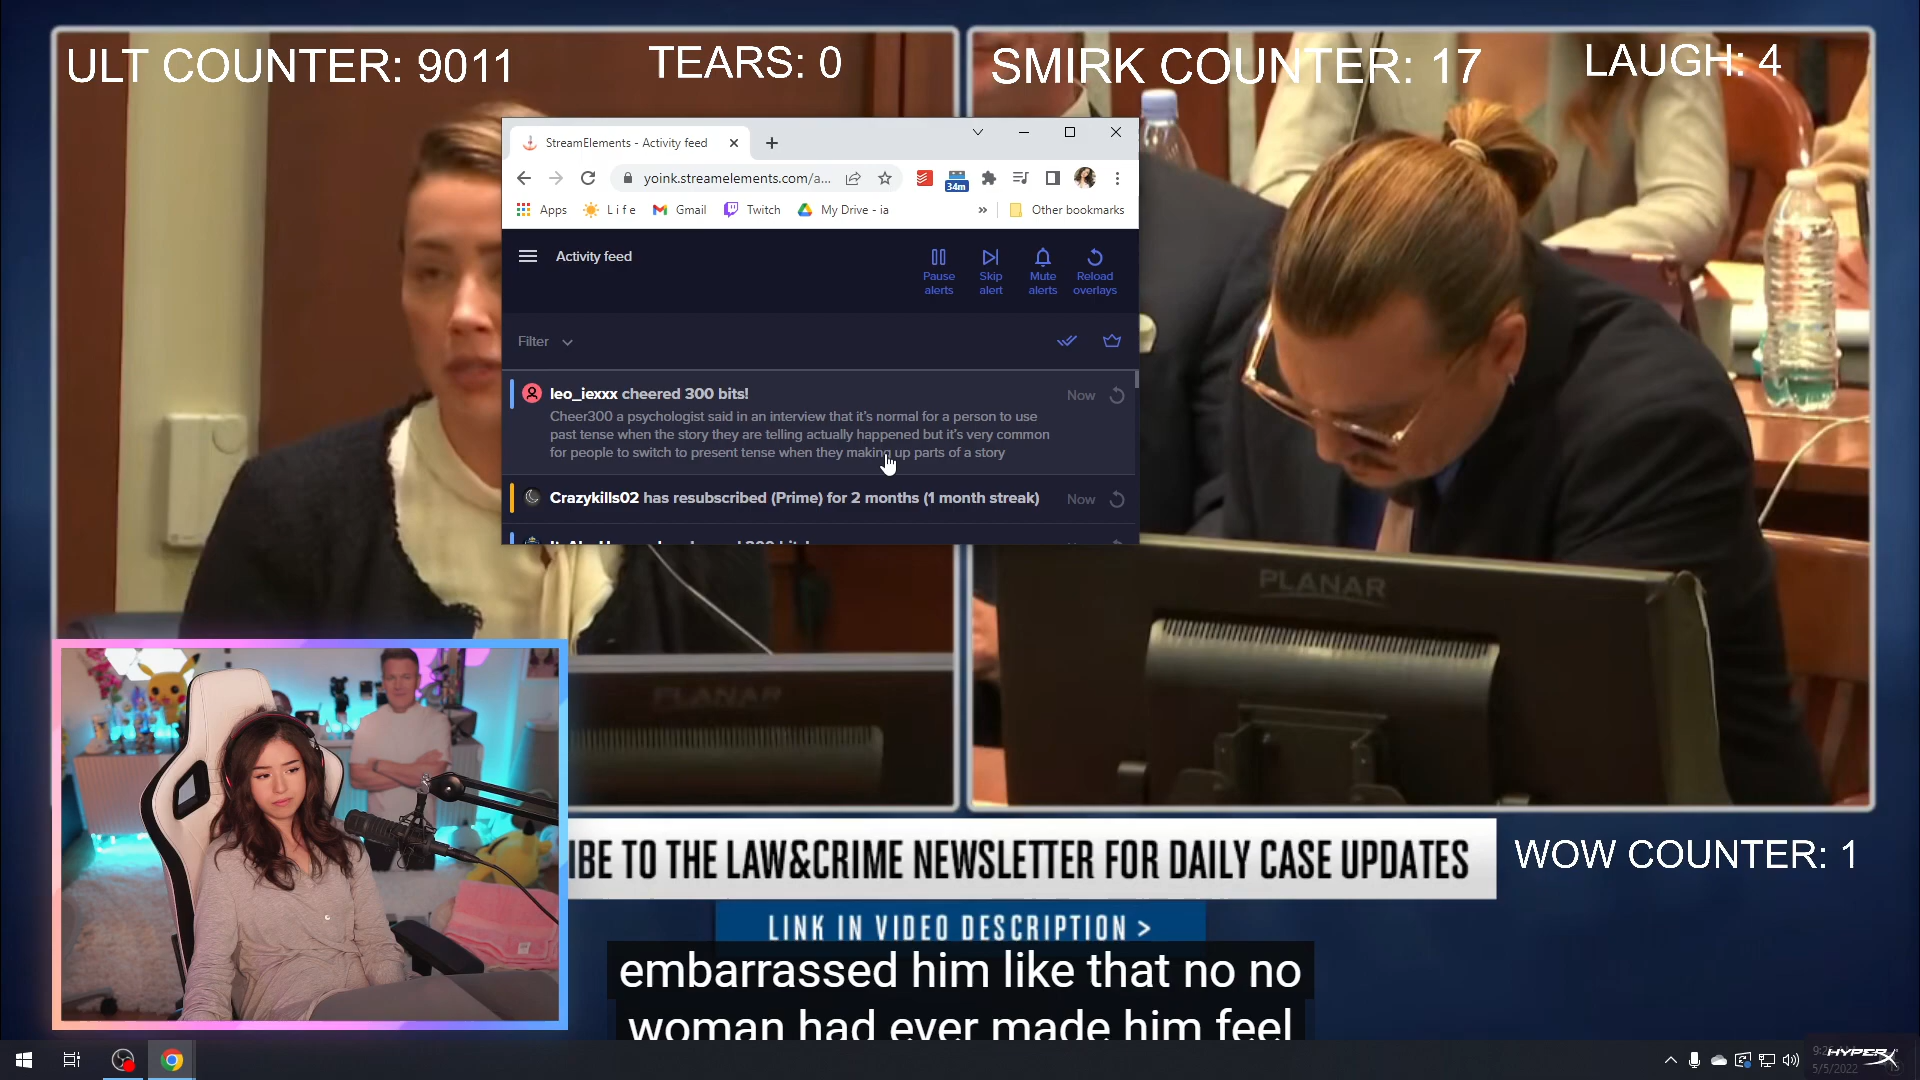 ULT COUNTER: 9011
TEARS: 0
SMIRK COUNTER: 17
LAUGH: 4
StreamElements - Activity feed
yoink.streamelements.com/a...
34m
Apps
Life
Gmail
Twitch
My Drive - ia
»
Other bookmarks
Activity feed
Pause alerts
Skip alert
Mute alerts
Reload overlays
Filter
leo_iexxx cheered 300 bits!
Now
Cheer300 a psychologist said in an interview that it's normal for a person to use
past tense when the story they are telling actually happened but it's very common
for people to switch to present tense when they making up parts of a story
Crazykills02 has resubscribed (Prime) for 2 months (1 month streak)
Now
PLANAR
PLANAR
IBE TO THE LAW&CRIME NEWSLETTER FOR DAILY CASE UPDATES
WOW COUNTER: 1
LINK IN VIDEO DESCRIPTION >
embarrassed him like that no no
woman had ever made him feel
HYPERX
5/5/2022